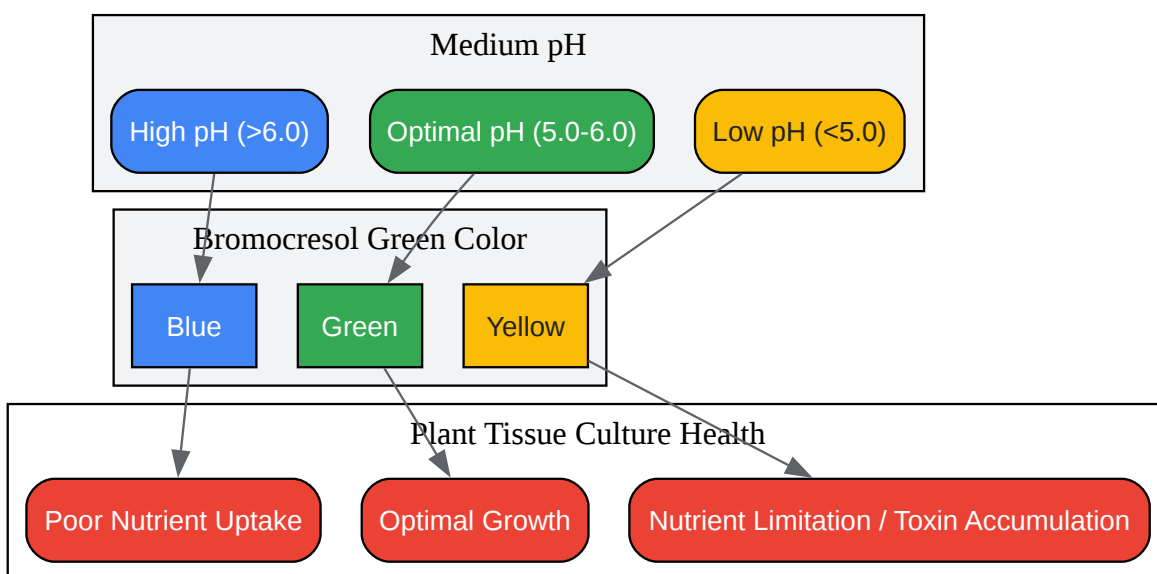 Medium pH
High pH (>6.0)
Optimal pH (5.0-6.0)
Low pH (<5.0)
Bromocresol Green Color
Blue
Green
Yellow
Plant Tissue Culture Health
Poor Nutrient Uptake
Optimal Growth
Nutrient Limitation / Toxin Accumulation